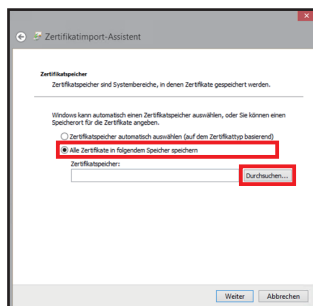 Zertifikatimport-Assistent
Zertifikatspeicher
Zertifikatspeicher sind Systembereiche, in denen Zertifikate gespeichert werden.
Windows kann automatisch einen Zertifikatspeicher auswählen, oder Sie können einen
Speicherort für die Zertifikate angeben.
Zertifikatspeicher automatisch auswählen (auf dem Zertifikattyp basierend)
Alle Zertifikate in folgendem Speicher speichern
Zertifikatspeicher:
Durchsuchen...
Weiter Abbrechen